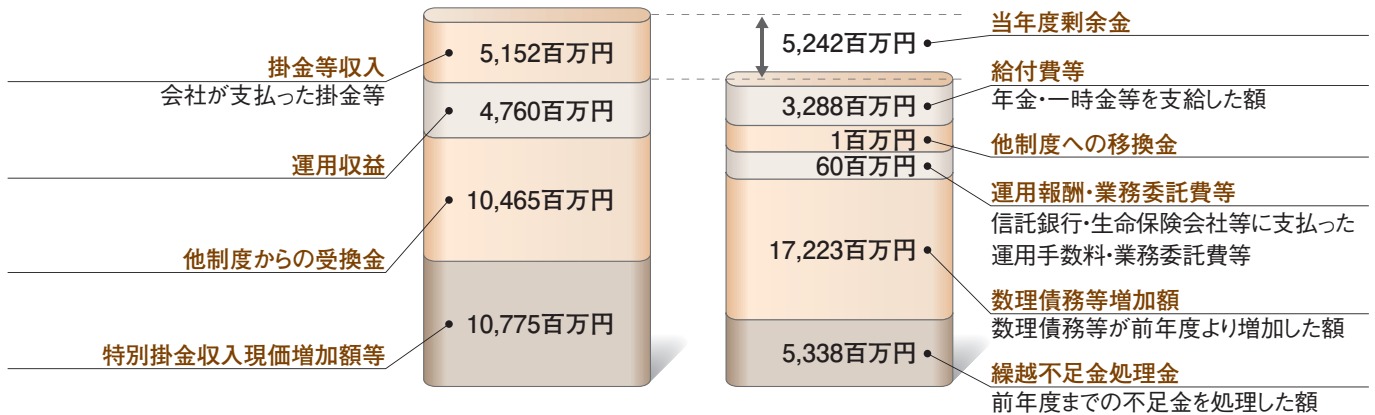 掛金等収入
会社が支払った掛金等
5,152百万円
運用収益
4,760百万円
他制度からの受換金
10,465百万円
特別掛金収入現価増加額等
10,775百万円
5,242百万円
当年度剰余金
3,288百万円
給付費等
年金・一時金等を支給した額
1百万円
他制度への移換金
60百万円
運用報酬・業務委託費等
信託銀行・生命保険会社等に支払った
運用手数料・業務委託費等
17,223百万円
数理債務等増加額
数理債務等が前年度より増加した額
5,338百万円
繰越不足金処理金
前年度までの不足金を処理した額